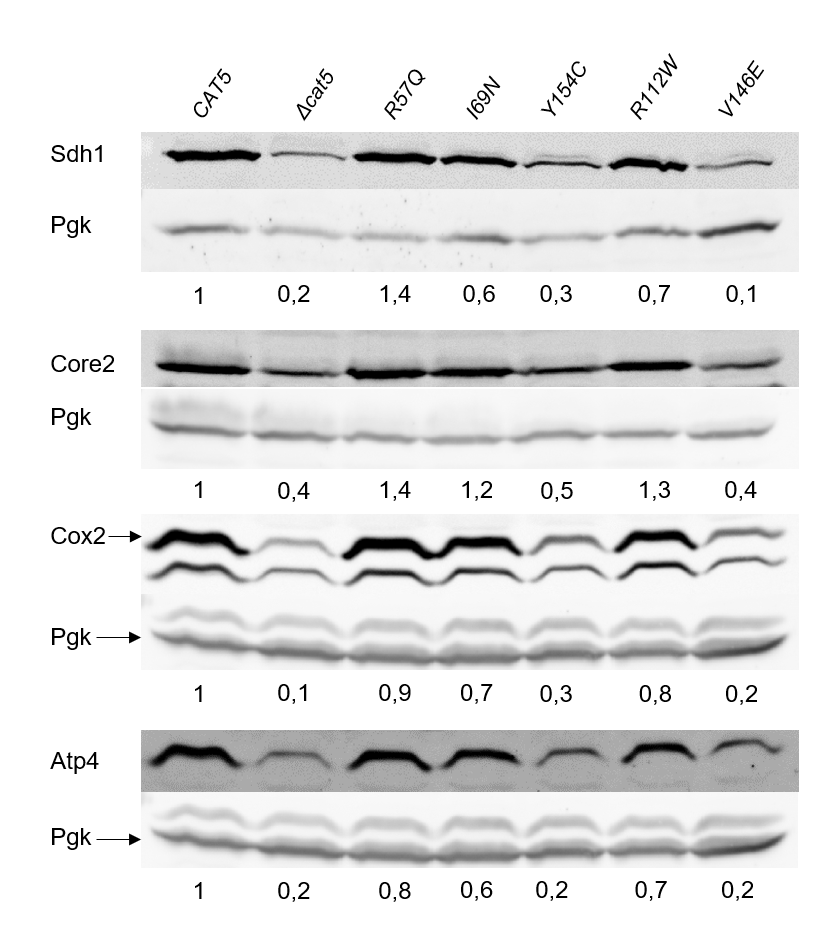 CAT5 Δcat5 R57Q I69N Y154C R112W V146E
Sdh1
Pgk
1 0,2 1,4 0,6 0,3 0,7 0,1
Core2
Pgk
1 0,4 1,4 1,2 0,5 1,3 0,4
Cox2
Pgk
1 0,1 0,9 0,7 0,3 0,8 0,2
Atp4
Pgk
1 0,2 0,8 0,6 0,2 0,7 0,2